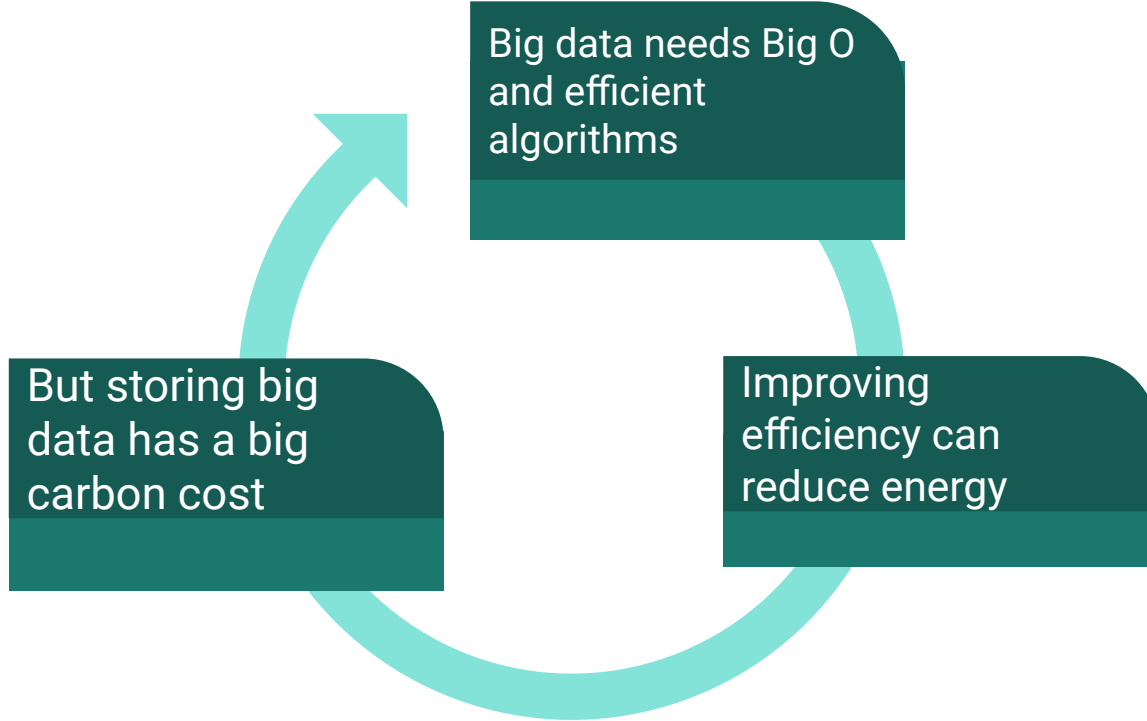 Big data needs Big O
and efficient
algorithms
Improving
efficiency can
reduce energy
But storing big
data has a big
carbon cost